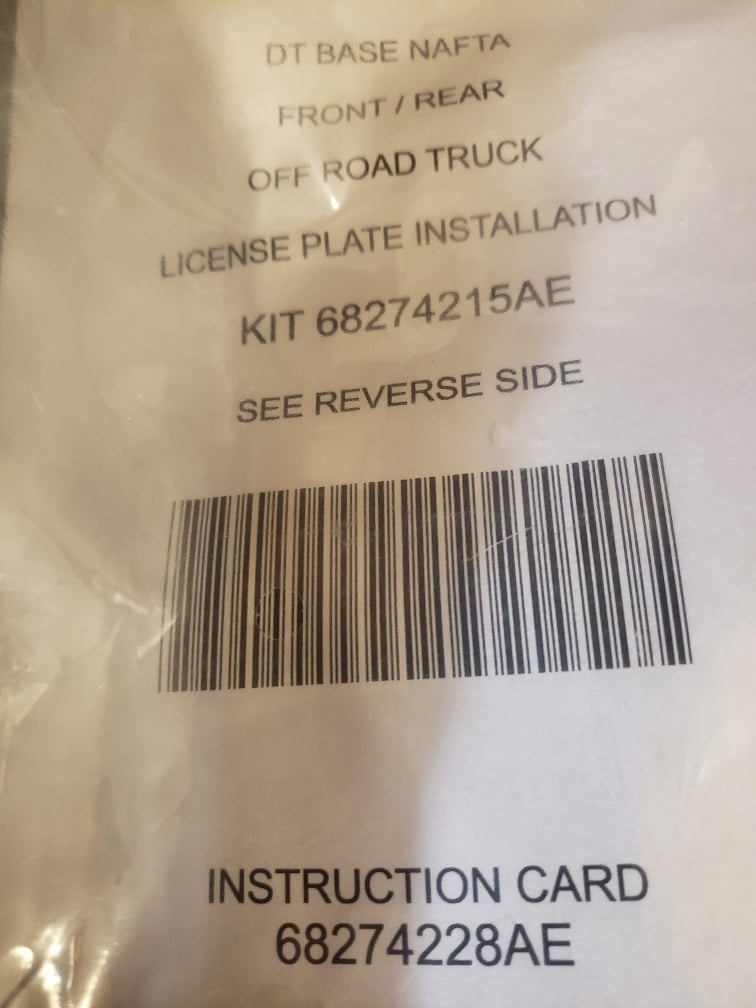 DT BASE NAFTA
FRONT / REAR
OFF ROAD TRUCK
LICENSE PLATE INSTALLATION
KIT 68274215AE
SEE REVERSE SIDE
INSTRUCTION CARD
68274228AE